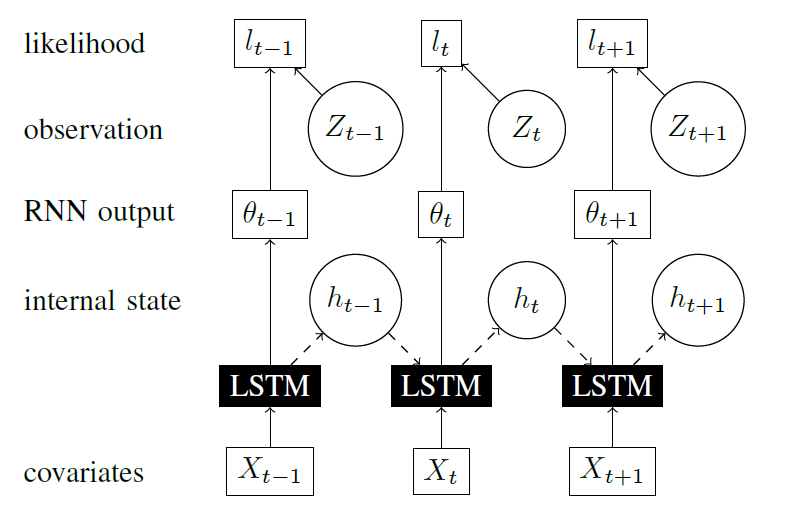 likelihood l_{t−1} l_t l_{t+1}
observation Z_{t−1} Z_t Z_{t+1}
RNN output θ_{t−1} θ_t θ_{t+1}
internal state h_{t−1} h_t h_{t+1}
LSTM LSTM LSTM
covariates X_{t−1} X_t X_{t+1}